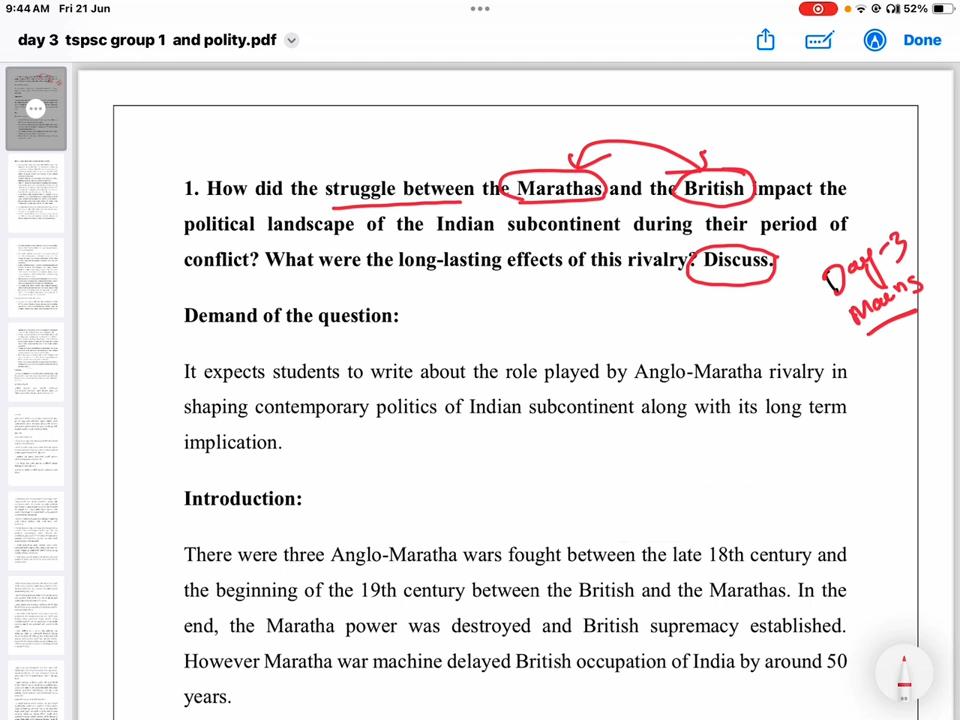 9:44 AM Fri 21 Jun
52%
day 3 tspsc group 1 and polity.pdf
Done
1. How did the struggle between the Marathas and the British impact the
political landscape of the Indian subcontinent during their period of
conflict? What were the long-lasting effects of this rivalry? Discuss.
Day-3
Mains
Demand of the question:
It expects students to write about the role played by Anglo-Maratha rivalry in
shaping contemporary politics of Indian subcontinent along with its long term
implication.
Introduction:
There were three Anglo-Maratha wars fought between the late 18th century and
the beginning of the 19th century between the British and the Marathas. In the
end, the Maratha power was destroyed and British supremacy established.
However Maratha war machine delayed British occupation of India by around 50
years.